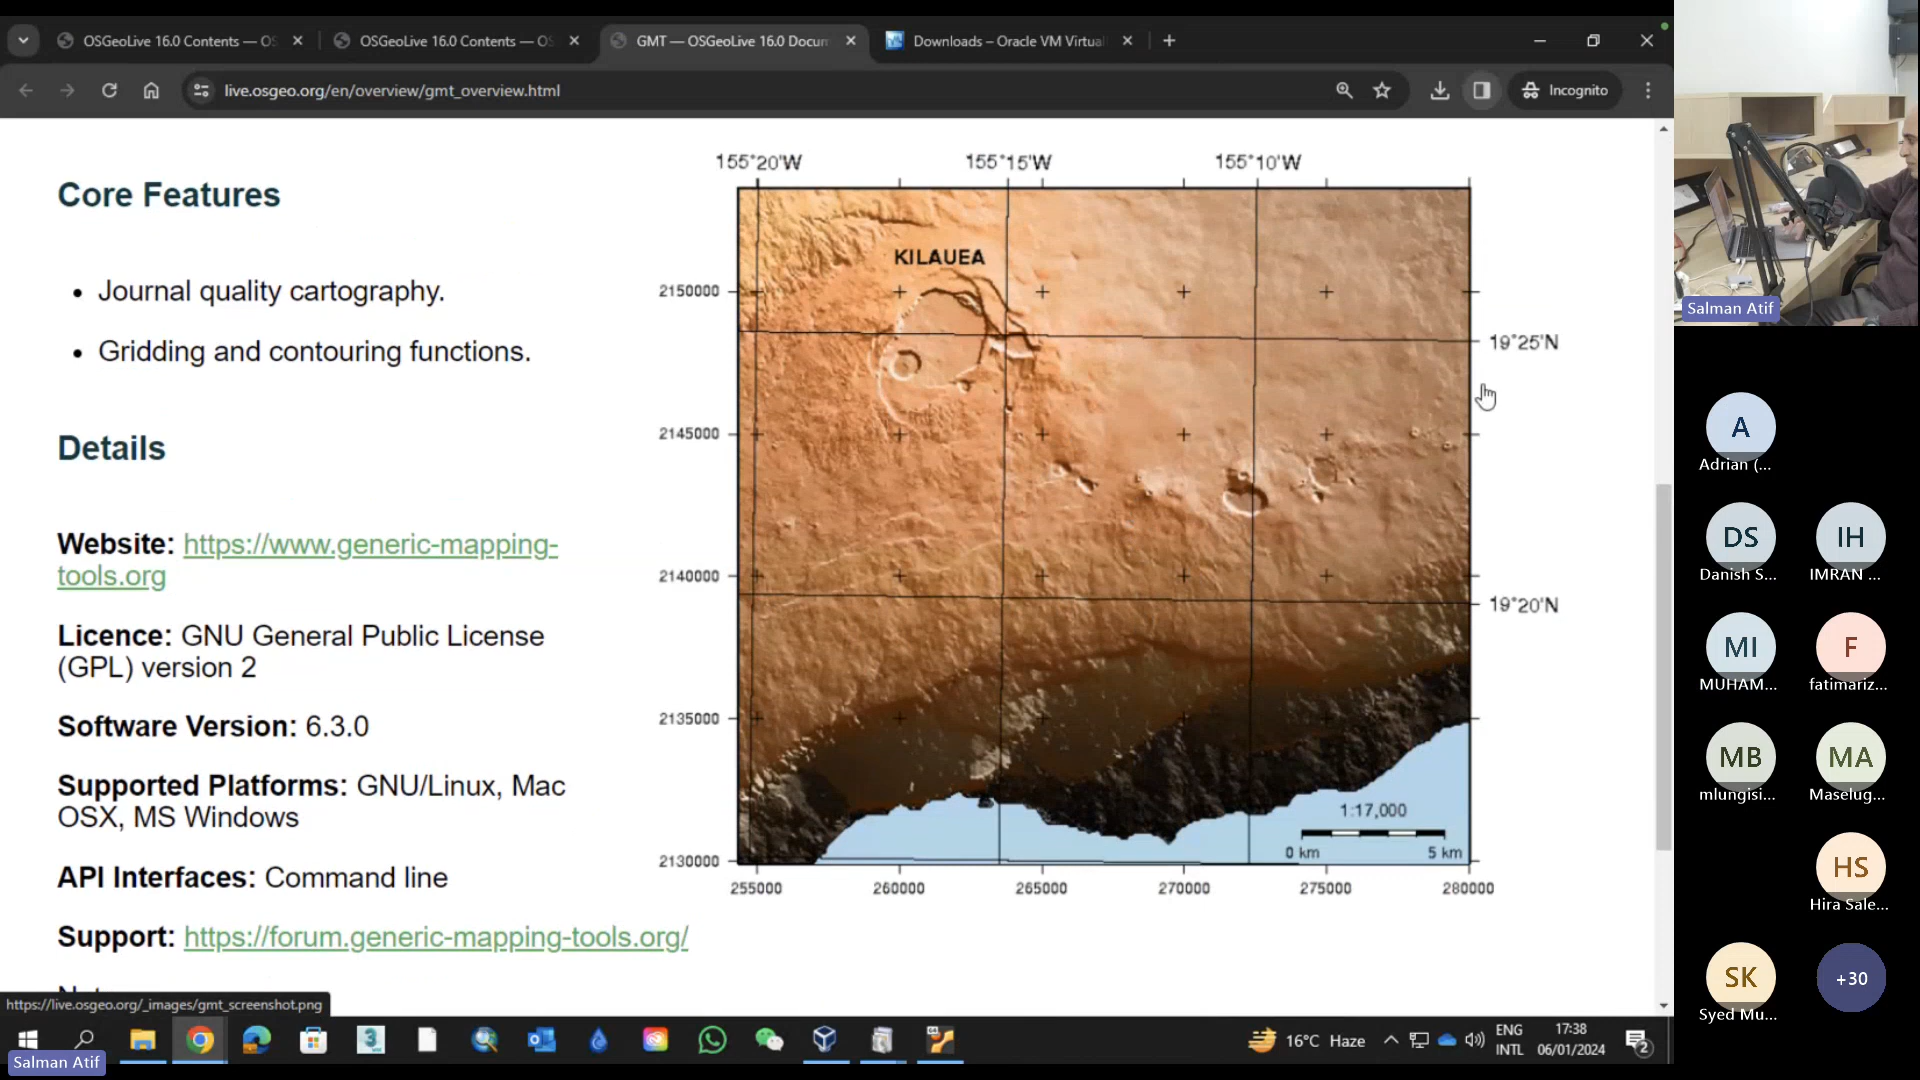 OSGeoLive 16.0 Contents — OS
OSGeoLive 16.0 Contents — OS
GMT — OSGeoLive 16.0 Docum
Downloads – Oracle VM Virtual
live.osgeo.org/en/overview/gmt_overview.html
Incognito
Core Features
Journal quality cartography.
Gridding and contouring functions.
Details
Website: https://www.generic-mapping-
tools.org
Licence: GNU General Public License
(GPL) version 2
Software Version: 6.3.0
Supported Platforms: GNU/Linux, Mac
OSX, MS Windows
API Interfaces: Command line
Support: https://forum.generic-mapping-tools.org/
155°20'W 155°15'W 155°10'W
KILAUEA
2150000
19°25'N
2145000
2140000
19°20'N
2135000
1:17,000
0 km 5 km
2130000
255000 260000 265000 270000 275000 280000
https://live.osgeo.org/_images/gmt_screenshot.png
Salman Atif
16°C Haze
ENG
INTL
17:38
06/01/2024
2
Salman Atif
A
Adrian (...
DS
Danish S...
IH
IMRAN ...
MI
MUHAM...
F
fatimariz...
MB
mlungisi...
MA
Maselug...
HS
Hira Sale...
SK
Syed Mu...
+30